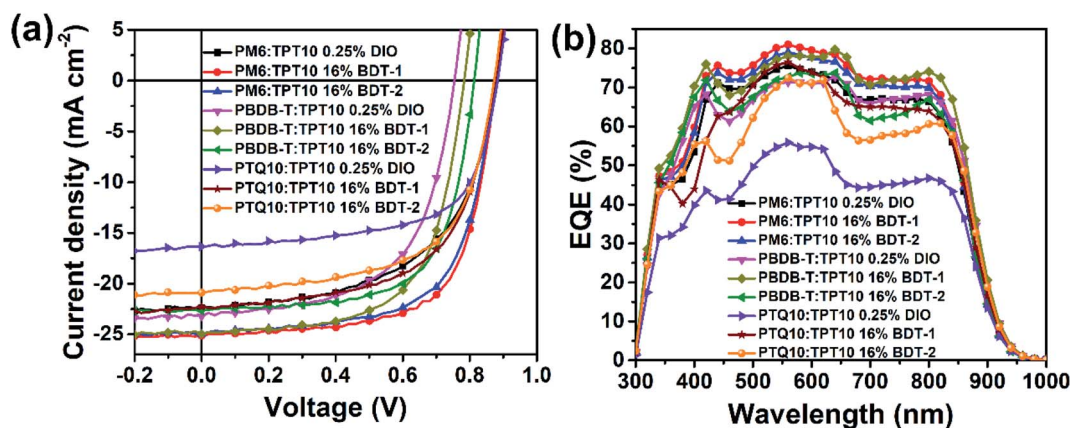 (a)
Current density (mA cm-2)
5
0
-5
-10
-15
-20
-25
PM6:TPT10 0.25% DIO
PM6:TPT10 16% BDT-1
PM6:TPT10 16% BDT-2
PBDB-T:TPT10 0.25% DIO
PBDB-T:TPT10 16% BDT-1
PBDB-T:TPT10 16% BDT-2
PTQ10:TPT10 0.25% DIO
PTQ10:TPT10 16% BDT-1
PTQ10:TPT10 16% BDT-2
-0.2 0.0 0.2 0.4 0.6 0.8 1.0
Voltage (V)
(b)
EQE (%)
80
70
60
50
40
30
20
10
0
PM6:TPT10 0.25% DIO
PM6:TPT10 16% BDT-1
PM6:TPT10 16% BDT-2
PBDB-T:TPT10 0.25% DIO
PBDB-T:TPT10 16% BDT-1
PBDB-T:TPT10 16% BDT-2
PTQ10:TPT10 0.25% DIO
PTQ10:TPT10 16% BDT-1
PTQ10:TPT10 16% BDT-2
300 400 500 600 700 800 900 1000
Wavelength (nm)